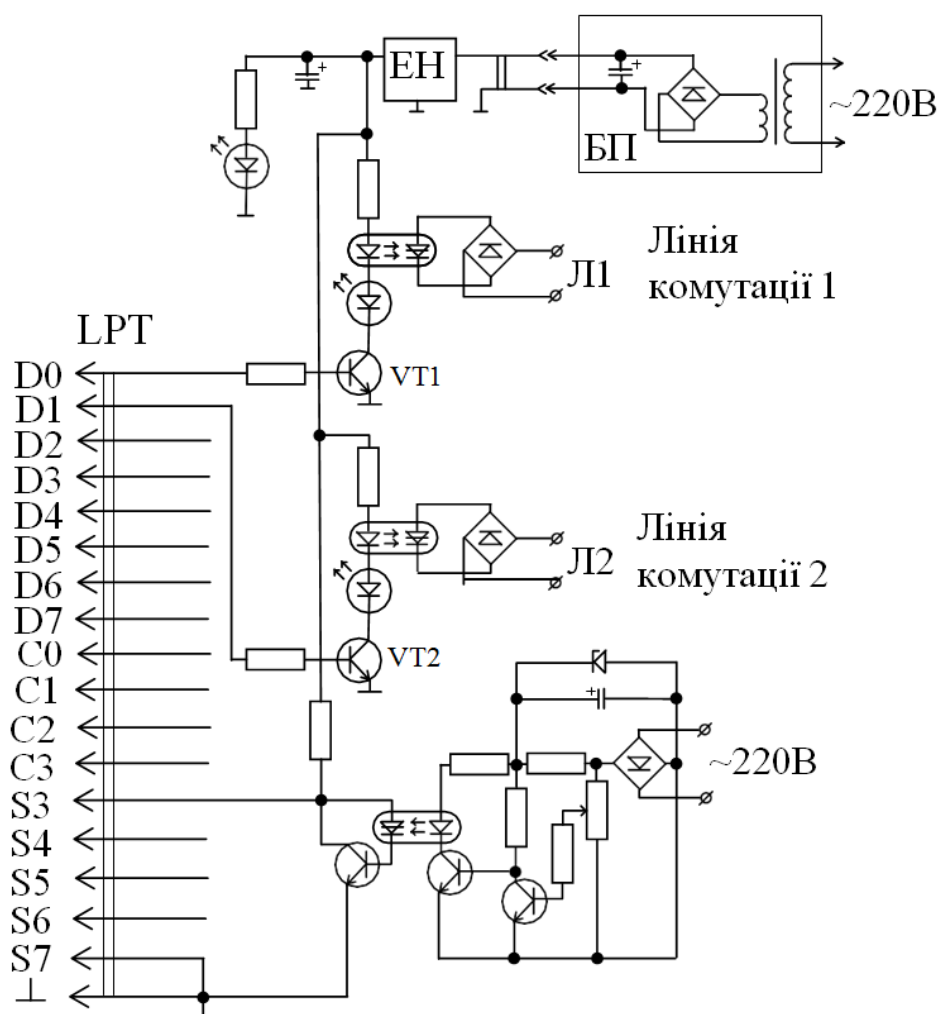 ЕН
БП
~220В
Л1
Лінія
комутації 1
LPT
VT1
D0
D1
D2
D3
D4
D5
D6
D7
C0
C1
C2
C3
S3
S4
S5
S6
S7
Л2
Лінія
комутації 2
VT2
~220В